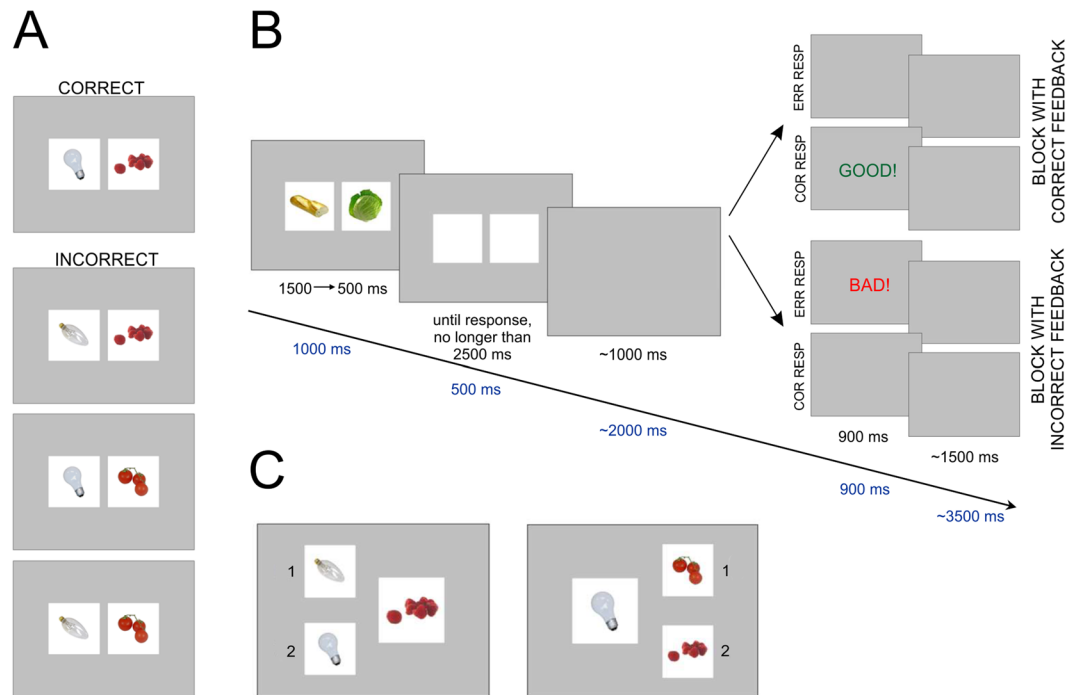 A
CORRECT
INCORRECT
B
1500→500 ms
until response,
no longer than
2500 ms
~1000 ms
1000 ms
500 ms
~2000 ms
900 ms
~3500 ms
ERR RESP
COR RESP
GOOD!
BLOCK WITH
CORRECT FEEDBACK
ERR RESP
BAD!
COR RESP
BLOCK WITH
INCORRECT FEEDBACK
900 ms
~1500 ms
C
1
2
1
2